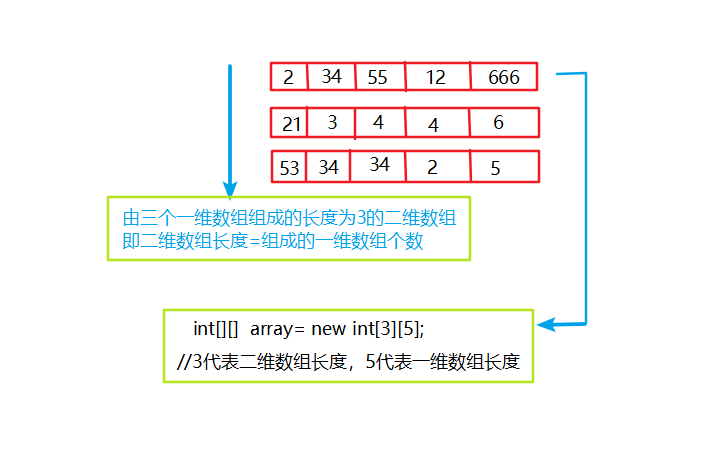 2 34 55 12 666
21 3 4 4 6
53 34 34 2 5
由三个一维数组组成的长度为3的二维数组
即二维数组长度=组成的一维数组个数
int[][] array= new int[3][5];
//3代表二维数组长度，5代表一维数组长度